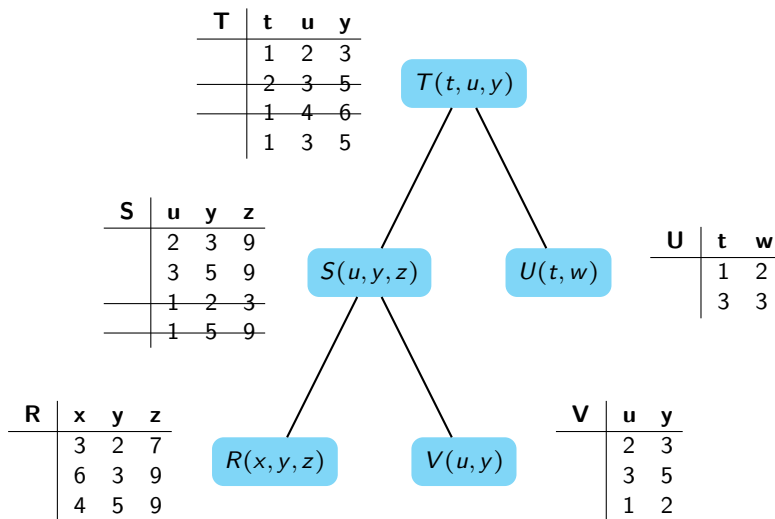 T t u y
1 2 3
2 3 5
1 4 6
1 3 5
T(t, u, y)
S u y z
2 3 9
3 5 9
1 2 3
1 5 9
S(u, y, z)
U(t, w)
U t w
1 2
3 3
R x y z
3 2 7
6 3 9
4 5 9
R(x, y, z)
V(u, y)
V u y
2 3
3 5
1 2